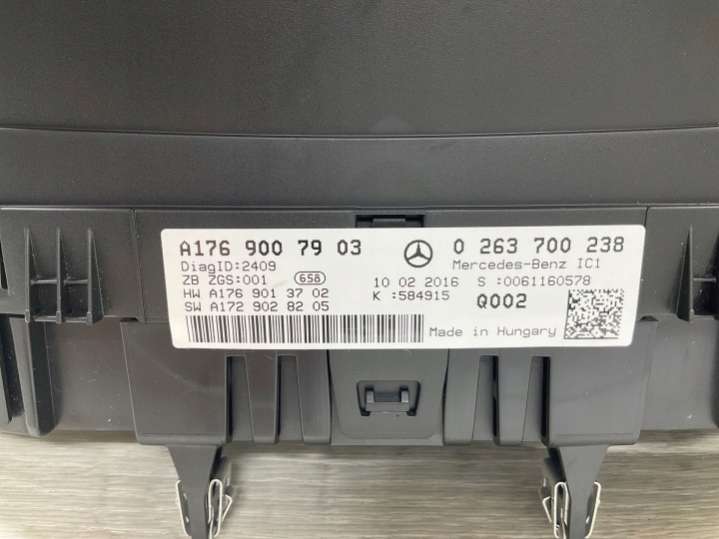 A176 900 79 03
0 263 700 238
DiagID:2409
Mercedes-Benz IC1
ZB ZGS:001
658
10 02 2016
S :0061160578
HW A176 901 37 02
K :584915
Q002
SW A172 902 82 05
Made in Hungary